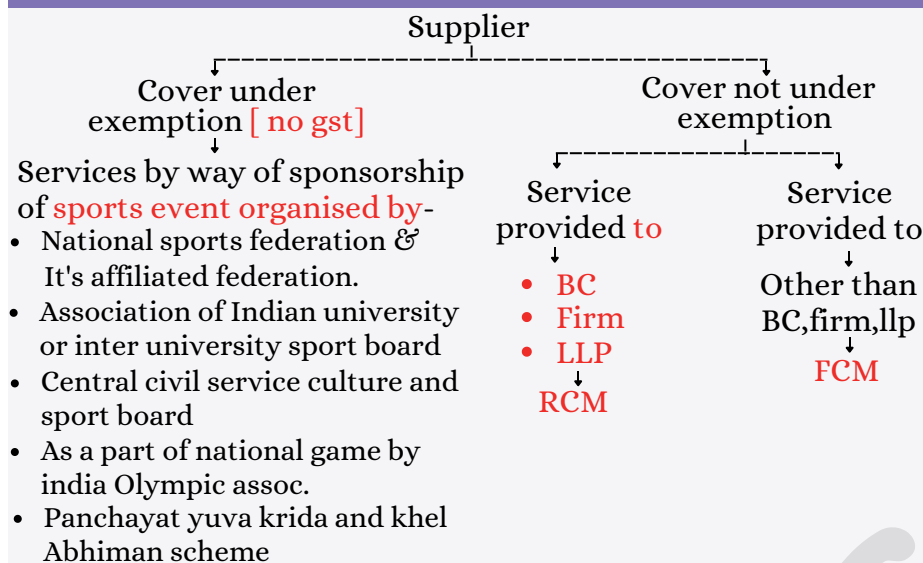 Supplier
Cover under
exemption [ no gst]
Services by way of sponsorship
of sports event organised by-
• National sports federation &
It's affiliated federation.
• Association of Indian university
or inter university sport board
• Central civil service culture and
sport board
• As a part of national game by
india Olympic assoc.
• Panchayat yuva krida and khel
Abhiman scheme
Cover not under
exemption
Service
provided to
• BC
• Firm
• LLP
RCM
Service
provided to
Other than
BC,firm,llp
FCM